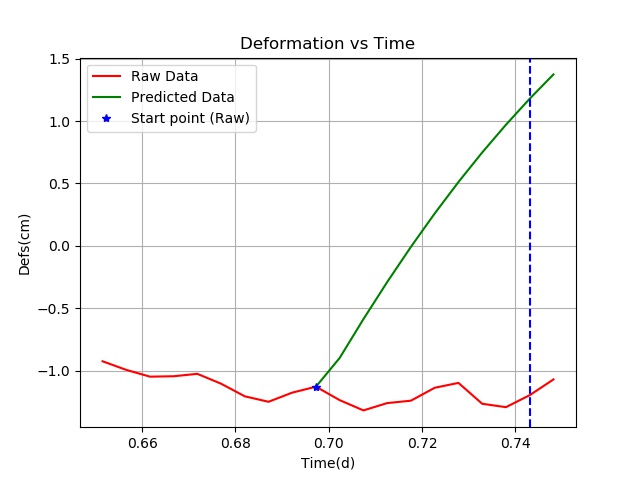 Deformation vs Time
Raw Data
Predicted Data
Start point (Raw)
1.5
1.0
0.5
0.0
−0.5
−1.0
Defs(cm)
0.66
0.68
0.70
0.72
0.74
Time(d)